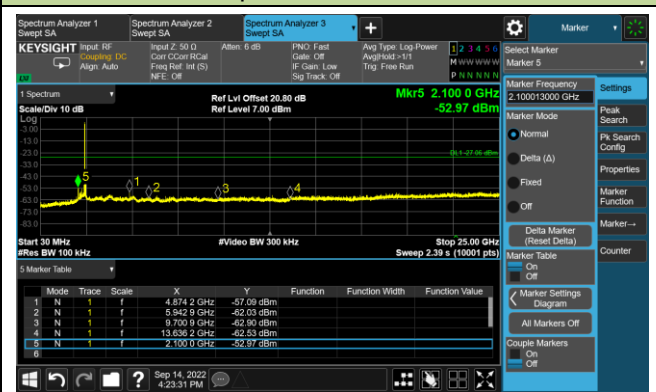 Spectrum Analyzer 1
Swept SA
Spectrum Analyzer 2
Swept SA
Spectrum Analyzer 3
Swept SA
Marker
KEYSIGHT
Input: RF
Coupling: DC
Align: Auto
Input Z: 50 Ω
Corr CCorr RCal
Freq Ref: Int (S)
NFE: Off
Atten: 6 dB
PNO: Fast
Gate: Off
IF Gain: Low
Sig Track: Off
Avg Type: Log-Power
Avg|Hold:>1/1
Trig: Free Run
1 2 3 4 5 6
M W W W W W
P N N N N N
LXI
Select Marker
Marker 5
1 Spectrum
Scale/Div 10 dB
Ref Lvl Offset 20.80 dB
Ref Level 7.00 dBm
Mkr5 2.100 0 GHz
-52.97 dBm
Log
-3.00
-13.0
-23.0
-33.0
-43.0
-53.0
-63.0
-73.0
DL1 -27.06 dBm
5
1
2
3
4
Start 30 MHz
#Res BW 100 kHz
#Video BW 300 kHz
Stop 25.00 GHz
Sweep 2.39 s (10001 pts)
5 Marker Table
Mode Trace Scale X Y Function Function Width Function Value
1 N 1 f 4.874 2 GHz -57.09 dBm
2 N 1 f 5.942 9 GHz -62.03 dBm
3 N 1 f 9.700 9 GHz -62.90 dBm
4 N 1 f 13.636 2 GHz -62.53 dBm
5 N 1 f 2.100 0 GHz -52.97 dBm
6
Marker Frequency
2.100013000 GHz
Marker Mode
Normal
Delta (Δ)
Fixed
Off
Delta Marker
(Reset Delta)
Marker Table
On
Off
Marker Settings
Diagram
All Markers Off
Couple Markers
On
Off
Settings
Peak
Search
Pk Search
Config
Properties
Marker
Function
Marker→
Counter
?
Sep 14, 2022
4:23:31 PM